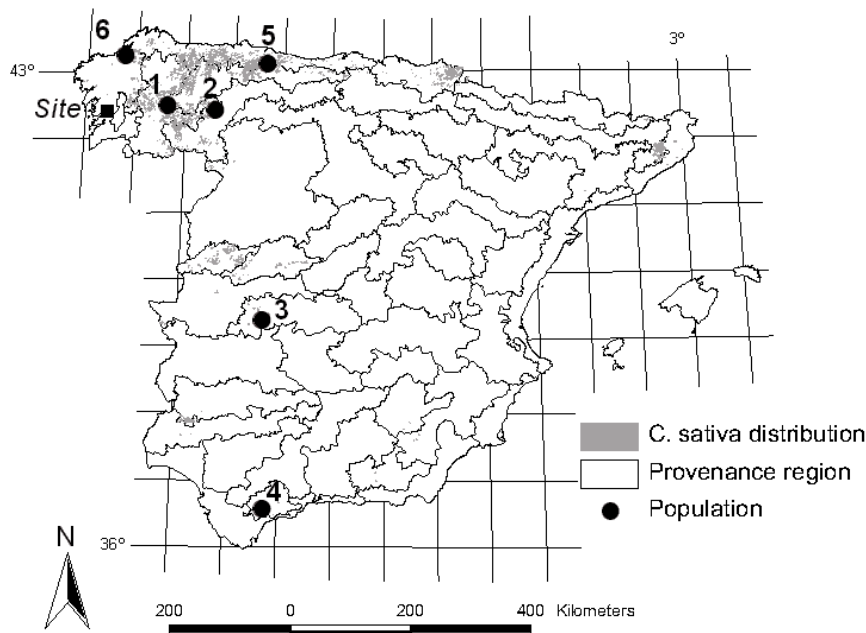 6
5
3°
43°
1
2
Site
3
4
C. sativa distribution
Provenance region
Population
N
36°
200 0 200 400 Kilometers